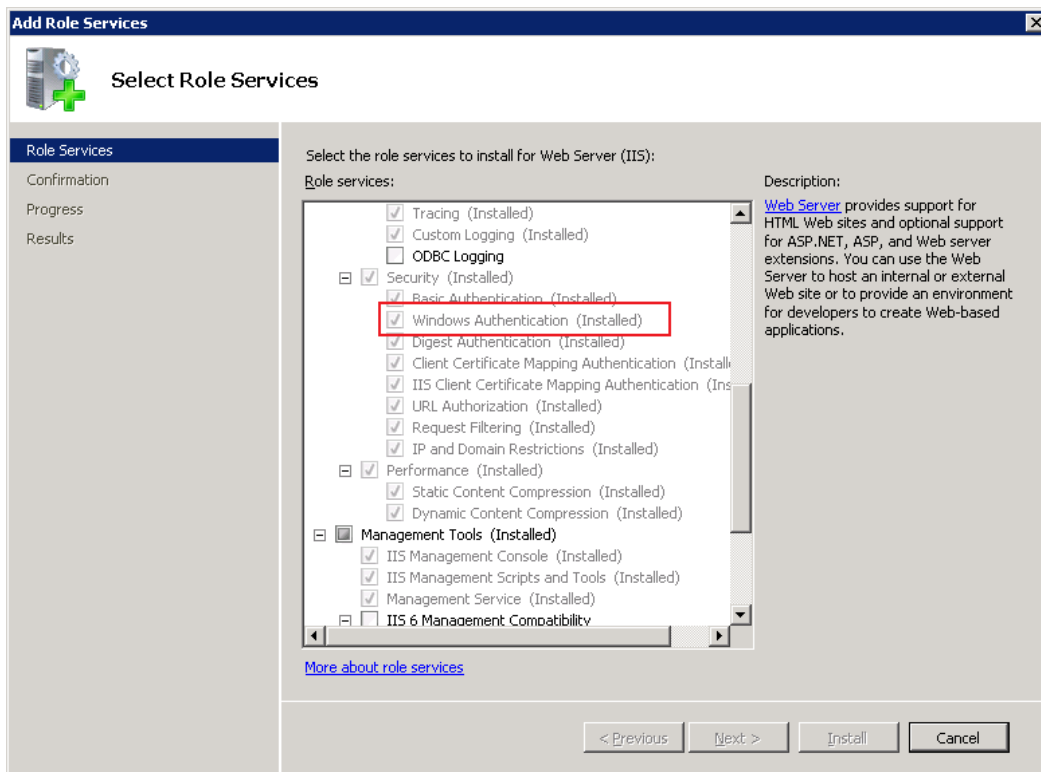 Add Role Services
Select Role Services
Role Services
Confirmation
Progress
Results
Select the role services to install for Web Server (IIS):
Role services:
Tracing (Installed)
Custom Logging (Installed)
ODBC Logging
Security (Installed)
Basic Authentication (Installed)
Windows Authentication (Installed)
Digest Authentication (Installed)
Client Certificate Mapping Authentication (Install
IIS Client Certificate Mapping Authentication (Ins
URL Authorization (Installed)
Request Filtering (Installed)
IP and Domain Restrictions (Installed)
Performance (Installed)
Static Content Compression (Installed)
Dynamic Content Compression (Installed)
Management Tools (Installed)
IIS Management Console (Installed)
IIS Management Scripts and Tools (Installed)
Management Service (Installed)
IIS 6 Management Compatibility
More about role services
Description:
Web Server provides support for
HTML Web sites and optional support
for ASP.NET, ASP, and Web server
extensions. You can use the Web
Server to host an internal or external
Web site or to provide an environment
for developers to create Web-based
applications.
< Previous
Next >
Install
Cancel